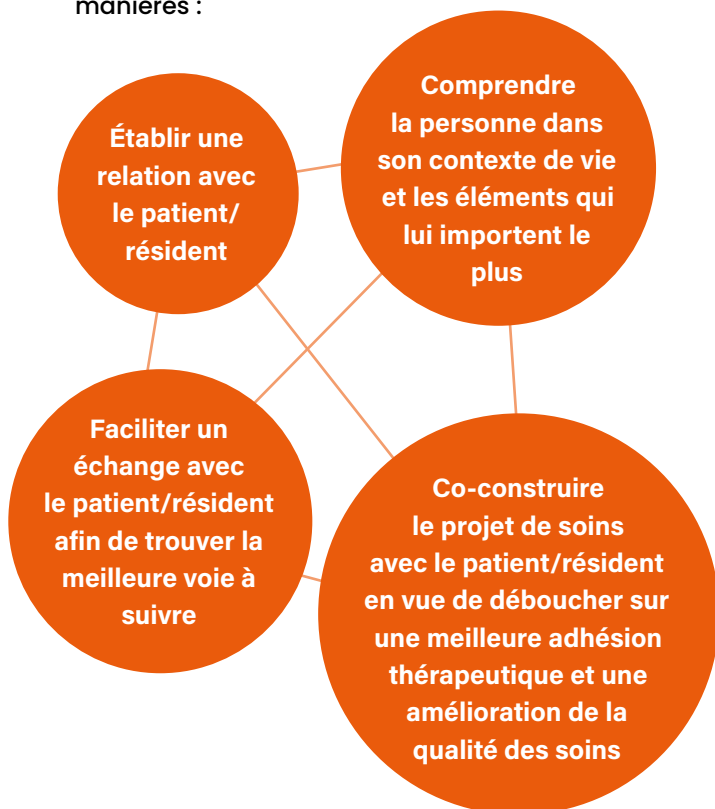 manières :
Établir une
relation avec
le patient/
résident
Comprendre
la personne dans
son contexte de vie
et les éléments qui
lui importent le
plus
Faciliter un
échange avec
le patient/résident
afin de trouver la
meilleure voie à
suivre
Co-construire
le projet de soins
avec le patient/résident
en vue de déboucher sur
une meilleure adhésion
thérapeutique et une
amélioration de la
qualité des soins